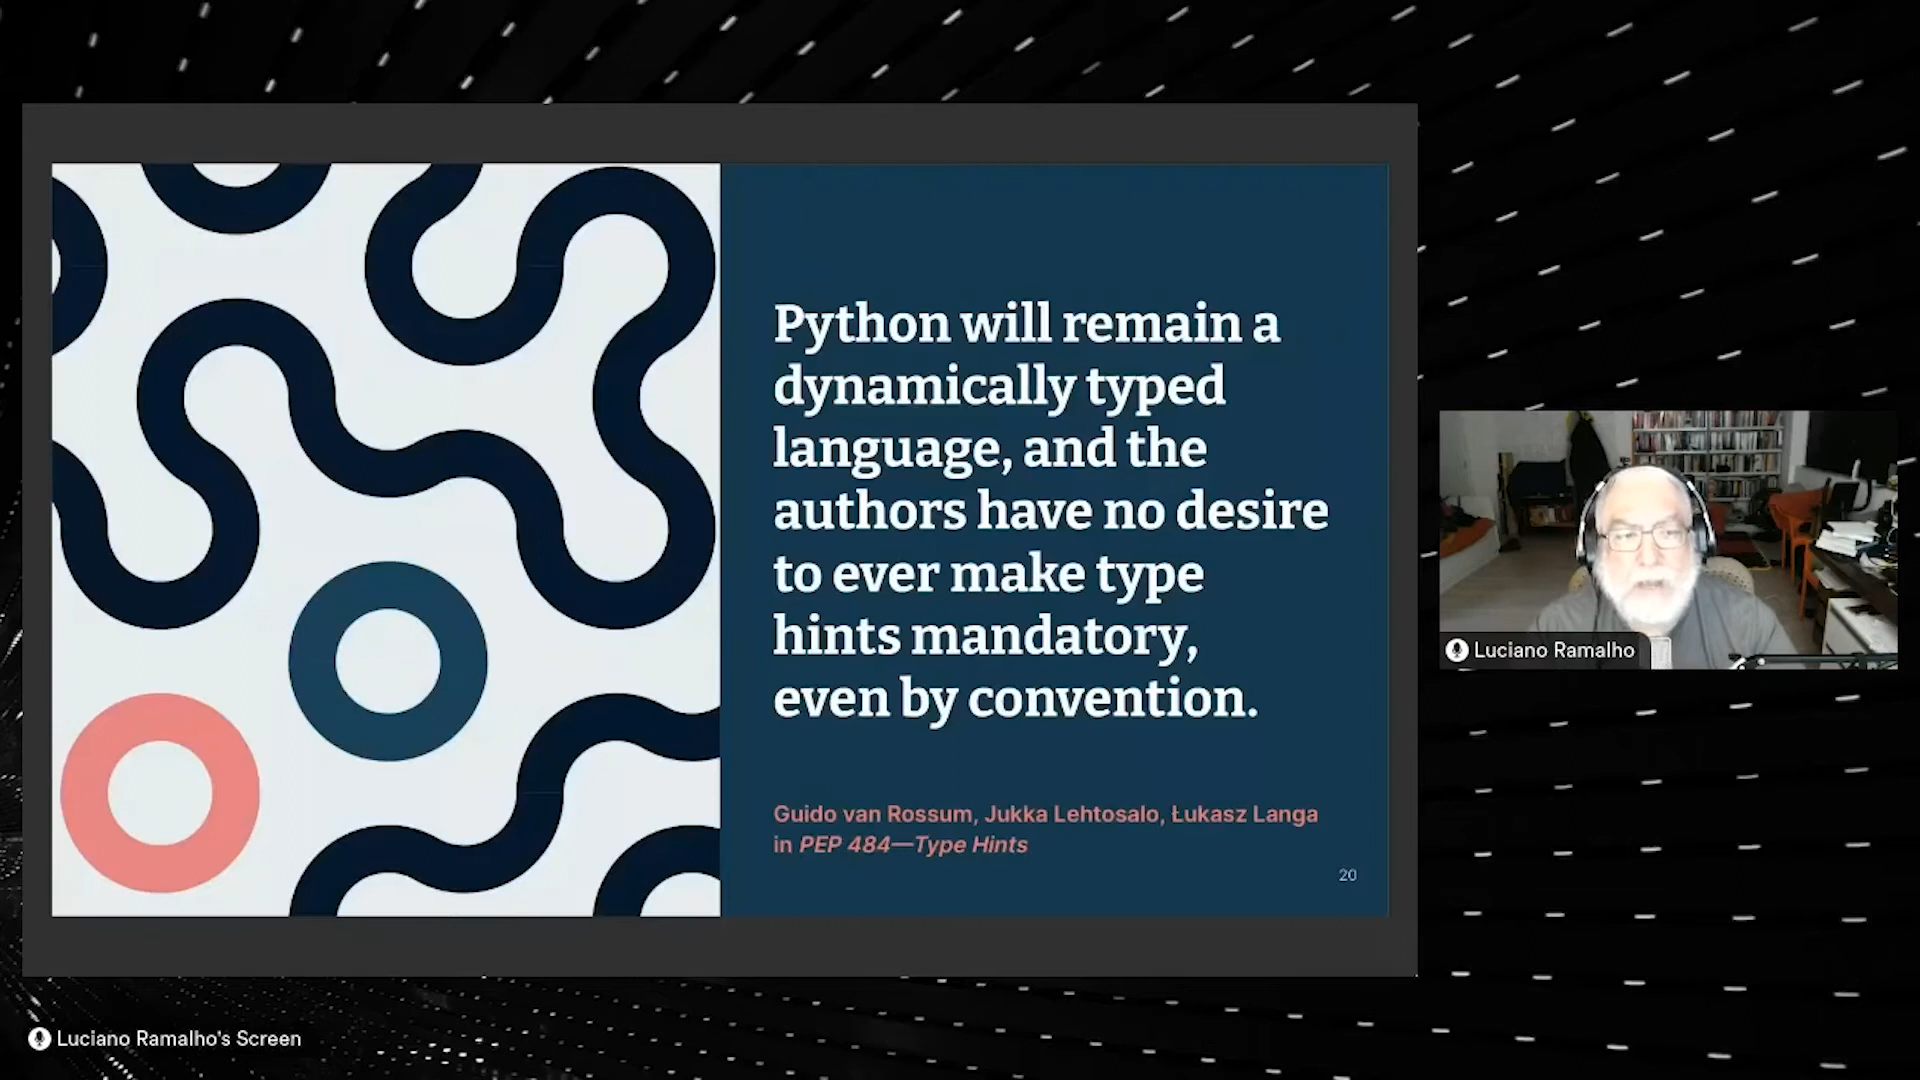 Python will remain a
dynamically typed
language, and the
authors have no desire
to ever make type
hints mandatory,
even by convention.
Guido van Rossum, Jukka Lehtosalo, Łukasz Langa
in PEP 484—Type Hints
20
Luciano Ramalho
Luciano Ramalho's Screen